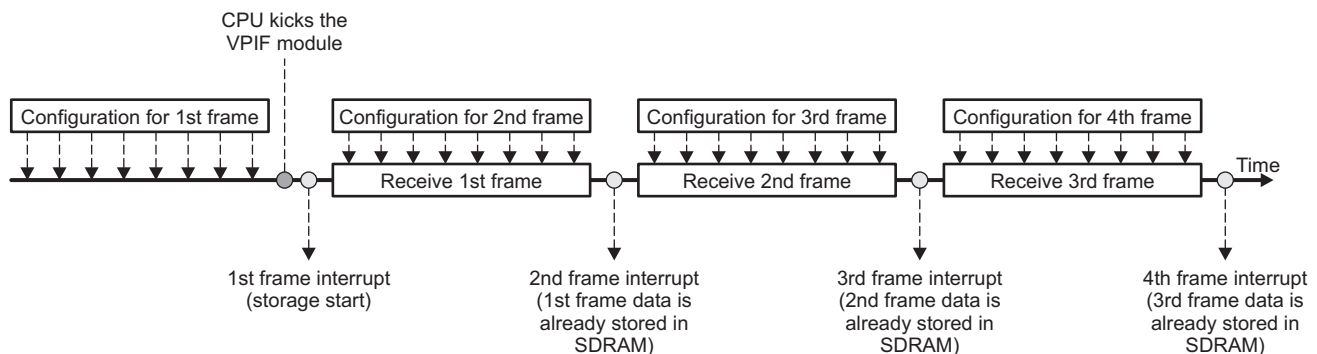 CPU kicks the
VPIF module
Configuration for 1st frame
Configuration for 2nd frame
Configuration for 3rd frame
Configuration for 4th frame
Receive 1st frame
Receive 2nd frame
Receive 3rd frame
Time
1st frame interrupt
(storage start)
2nd frame interrupt
(1st frame data is
already stored in
SDRAM)
3rd frame interrupt
(2nd frame data is
already stored in
SDRAM)
4th frame interrupt
(3rd frame data is
already stored in
SDRAM)